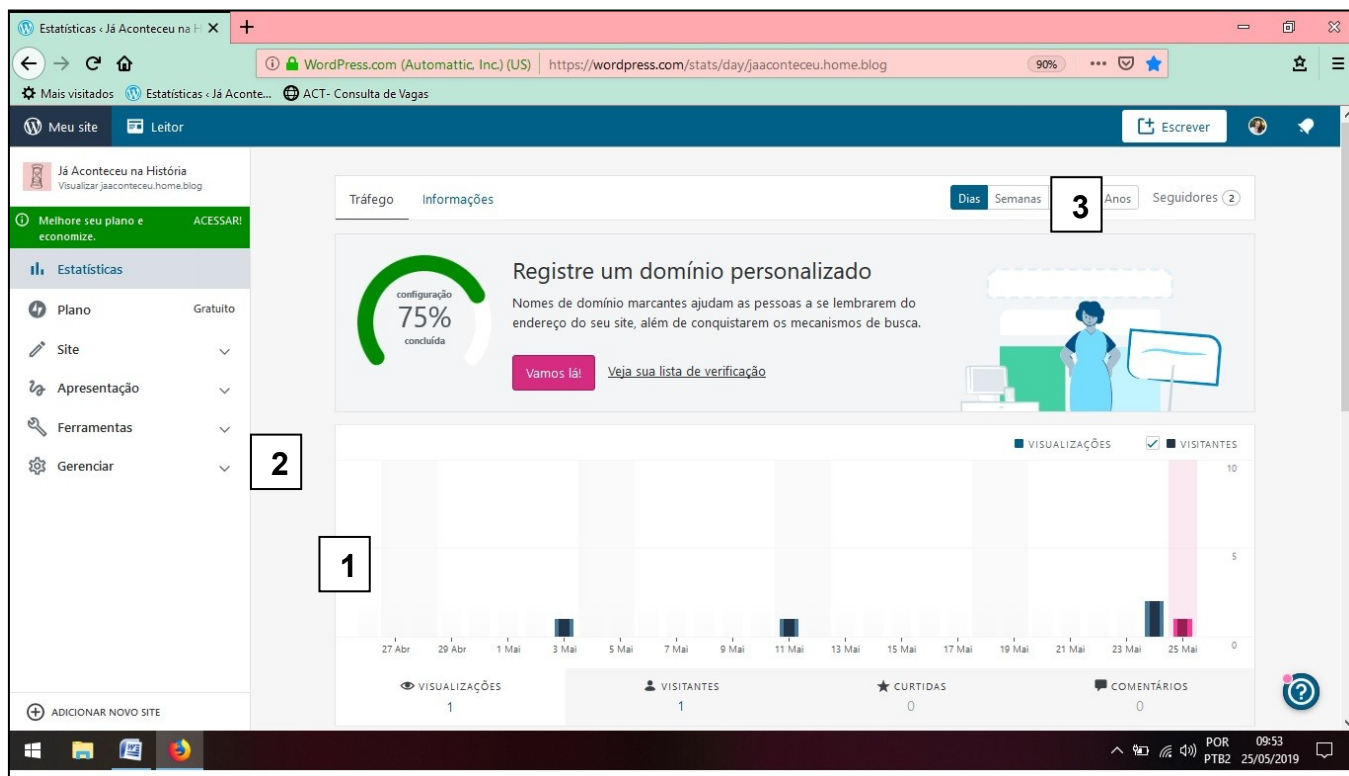 Estatísticas ‹ Já Aconteceu na H
WordPress.com (Automattic, Inc.) (US) https://wordpress.com/stats/day/jaaconteceu.home.blog 90%
Mais visitados Estatísticas ‹ Já Aconte... ACT- Consulta de Vagas
Meu site Leitor Escrever
Já Aconteceu na História
Visualizar jaaconteceu.home.blog
Melhore seu plano e economize. ACESSAR!
Estatísticas
Plano Gratuito
Site
Apresentação
Ferramentas
Gerenciar
2
ADICIONAR NOVO SITE
Tráfego Informações Dias Semanas 3 Anos Seguidores 2
configuração
75%
concluída
Registre um domínio personalizado
Nomes de domínio marcantes ajudam as pessoas a se lembrarem do
endereço do seu site, além de conquistarem os mecanismos de busca.
Vamos lá! Veja sua lista de verificação
VISUALIZAÇÕES VISITANTES
10
5
0
1
27 Abr 29 Abr 1 Mai 3 Mai 5 Mai 7 Mai 9 Mai 11 Mai 13 Mai 15 Mai 17 Mai 19 Mai 21 Mai 23 Mai 25 Mai
VISUALIZAÇÕES VISITANTES CURTIDAS COMENTÁRIOS
1 1 0 0
POR 09:53
PTB2 25/05/2019